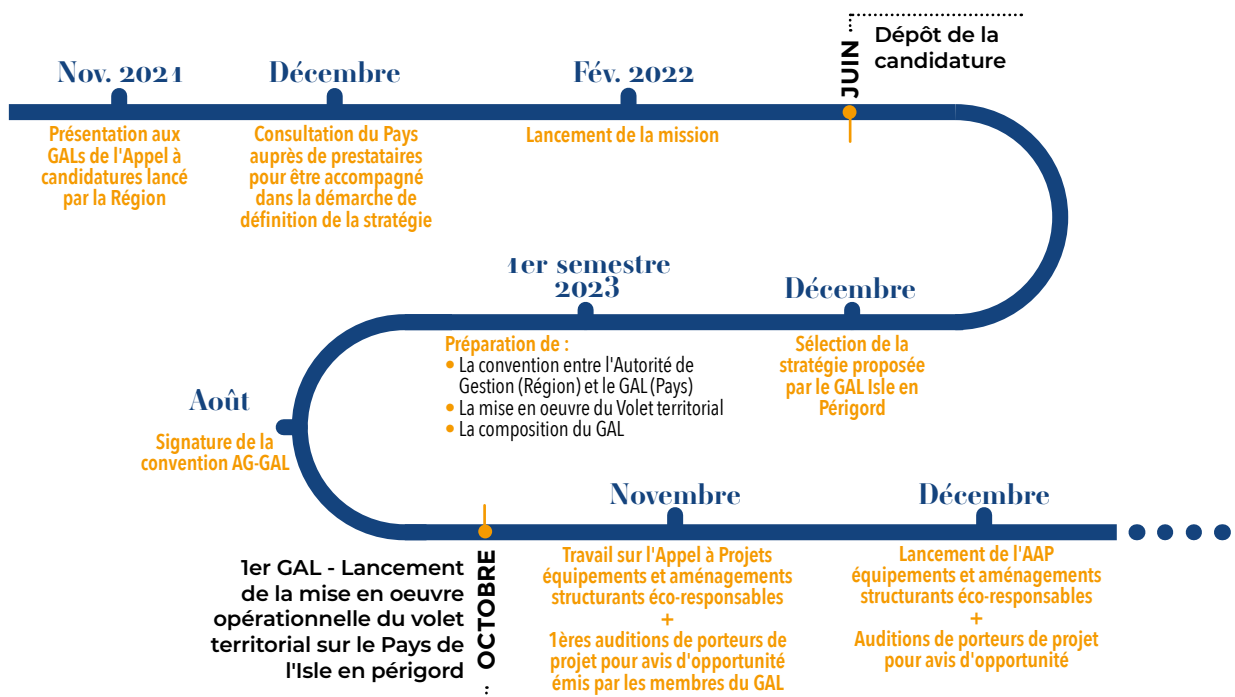 Nov. 2021
Présentation aux
GALs de l'Appel à
candidatures lancé
par la Région
Décembre
Consultation du Pays
auprès de prestataires
pour être accompagné
dans la démarche de
définition de la stratégie
Fév. 2022
Lancement de la mission
JUIN
Dépôt de la
candidature
Décembre
Sélection de la
stratégie proposée
par le GAL Isle en
Périgord
1er semestre
2023
Préparation de :
• La convention entre l'Autorité de
Gestion (Région) et le GAL (Pays)
• La mise en oeuvre du Volet territorial
• La composition du GAL
Août
Signature de la
convention AG-GAL
OCTOBRE
1er GAL - Lancement
de la mise en oeuvre
opérationnelle du volet
territorial sur le Pays de
l'Isle en périgord
Novembre
Travail sur l'Appel à Projets
équipements et aménagements
structurants éco-responsables
+
1ères auditions de porteurs de
projet pour avis d'opportunité
émis par les membres du GAL
Décembre
Lancement de l'AAP
équipements et aménagements
structurants éco-responsables
+
Auditions de porteurs de projet
pour avis d'opportunité